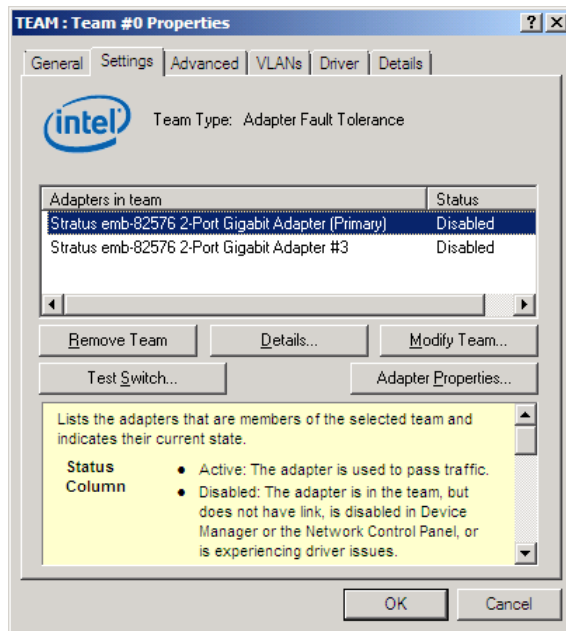 TEAM : Team #0 Properties
General Settings Advanced VLANs Driver Details
intel
Team Type: Adapter Fault Tolerance
Adapters in team Status
Stratus emb-82576 2-Port Gigabit Adapter (Primary) Disabled
Stratus emb-82576 2-Port Gigabit Adapter #3 Disabled
Remove Team Details... Modify Team...
Test Switch... Adapter Properties...
Lists the adapters that are members of the selected team and
indicates their current state.
Status
Column
● Active: The adapter is used to pass traffic.
● Disabled: The adapter is in the team, but
does not have link, is disabled in Device
Manager or the Network Control Panel, or
is experiencing driver issues.
OK Cancel